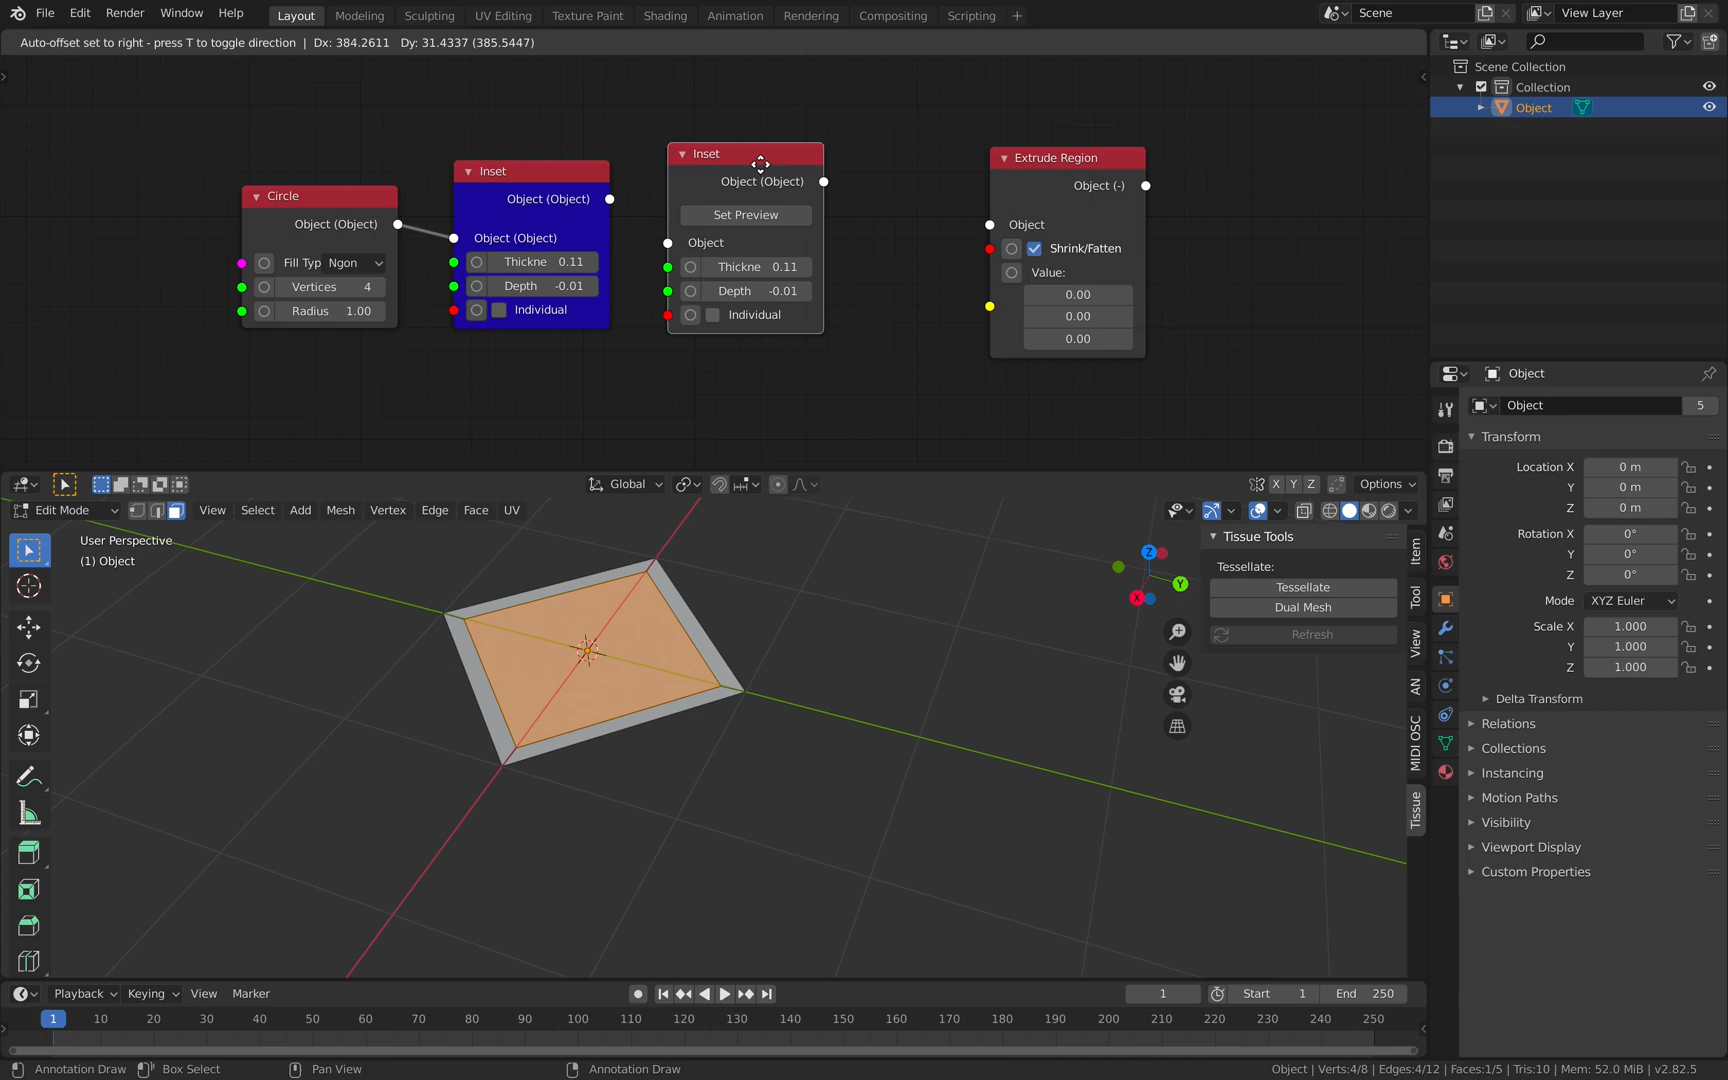 File Edit Render Window Help Layout Modeling Sculpting UV Editing Texture Paint Shading Animation Rendering Compositing Scripting + Scene View Layer
Auto-offset set to right - press T to toggle direction | Dx: 384.2611 Dy: 31.4337 (385.5447)
Scene Collection
Collection
Object
Circle
Object (Object)
Fill Typ Ngon
Vertices 4
Radius 1.00
Inset
Object (Object)
Object (Object)
Thickne 0.11
Depth -0.01
Individual
Inset
Object (Object)
Set Preview
Object
Thickne 0.11
Depth -0.01
Individual
Extrude Region
Object (-)
Object
Shrink/Fatten
Value:
0.00
0.00
0.00
Global X Y Z Options
Edit Mode View Select Add Mesh Vertex Edge Face UV
User Perspective
(1) Object
Z
Y
X
Tissue Tools
Tessellate:
Tessellate
Dual Mesh
Refresh
Item
Tool
View
AN
MIDI OSC
Tissue
Object
Object 5
Transform
Location X 0 m
Y 0 m
Z 0 m
Rotation X 0°
Y 0°
Z 0°
Mode XYZ Euler
Scale X 1.000
Y 1.000
Z 1.000
Delta Transform
Relations
Collections
Instancing
Motion Paths
Visibility
Viewport Display
Custom Properties
Playback Keying View Marker 1 Start 1 End 250
1 10 20 30 40 50 60 70 80 90 100 110 120 130 140 150 160 170 180 190 200 210 220 230 240 250
Annotation Draw Box Select Pan View Annotation Draw Object | Verts:4/8 | Edges:4/12 | Faces:1/5 | Tris:10 | Mem: 52.0 MiB | v2.82.5